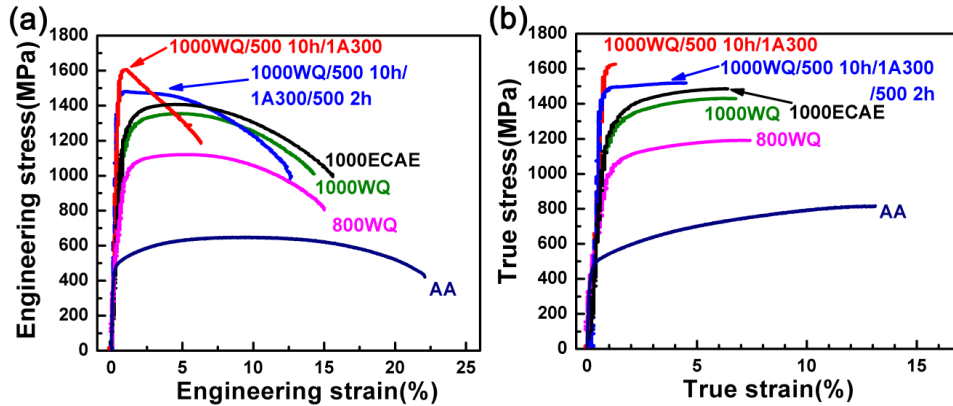 (a)
Engineering stress(MPa)
1800
1600
1400
1200
1000
800
600
400
200
0
1000WQ/500 10h/1A300
1000WQ/500 10h/
1A300/500 2h
1000ECAE
1000WQ
800WQ
AA
0 5 10 15 20 25
Engineering strain(%)
(b)
True stress(MPa)
1800
1600
1400
1200
1000
800
600
400
200
0
1000WQ/500 10h/1A300
1000WQ/500 10h/1A300
/500 2h
1000ECAE
1000WQ
800WQ
AA
0 5 10 15
True strain(%)